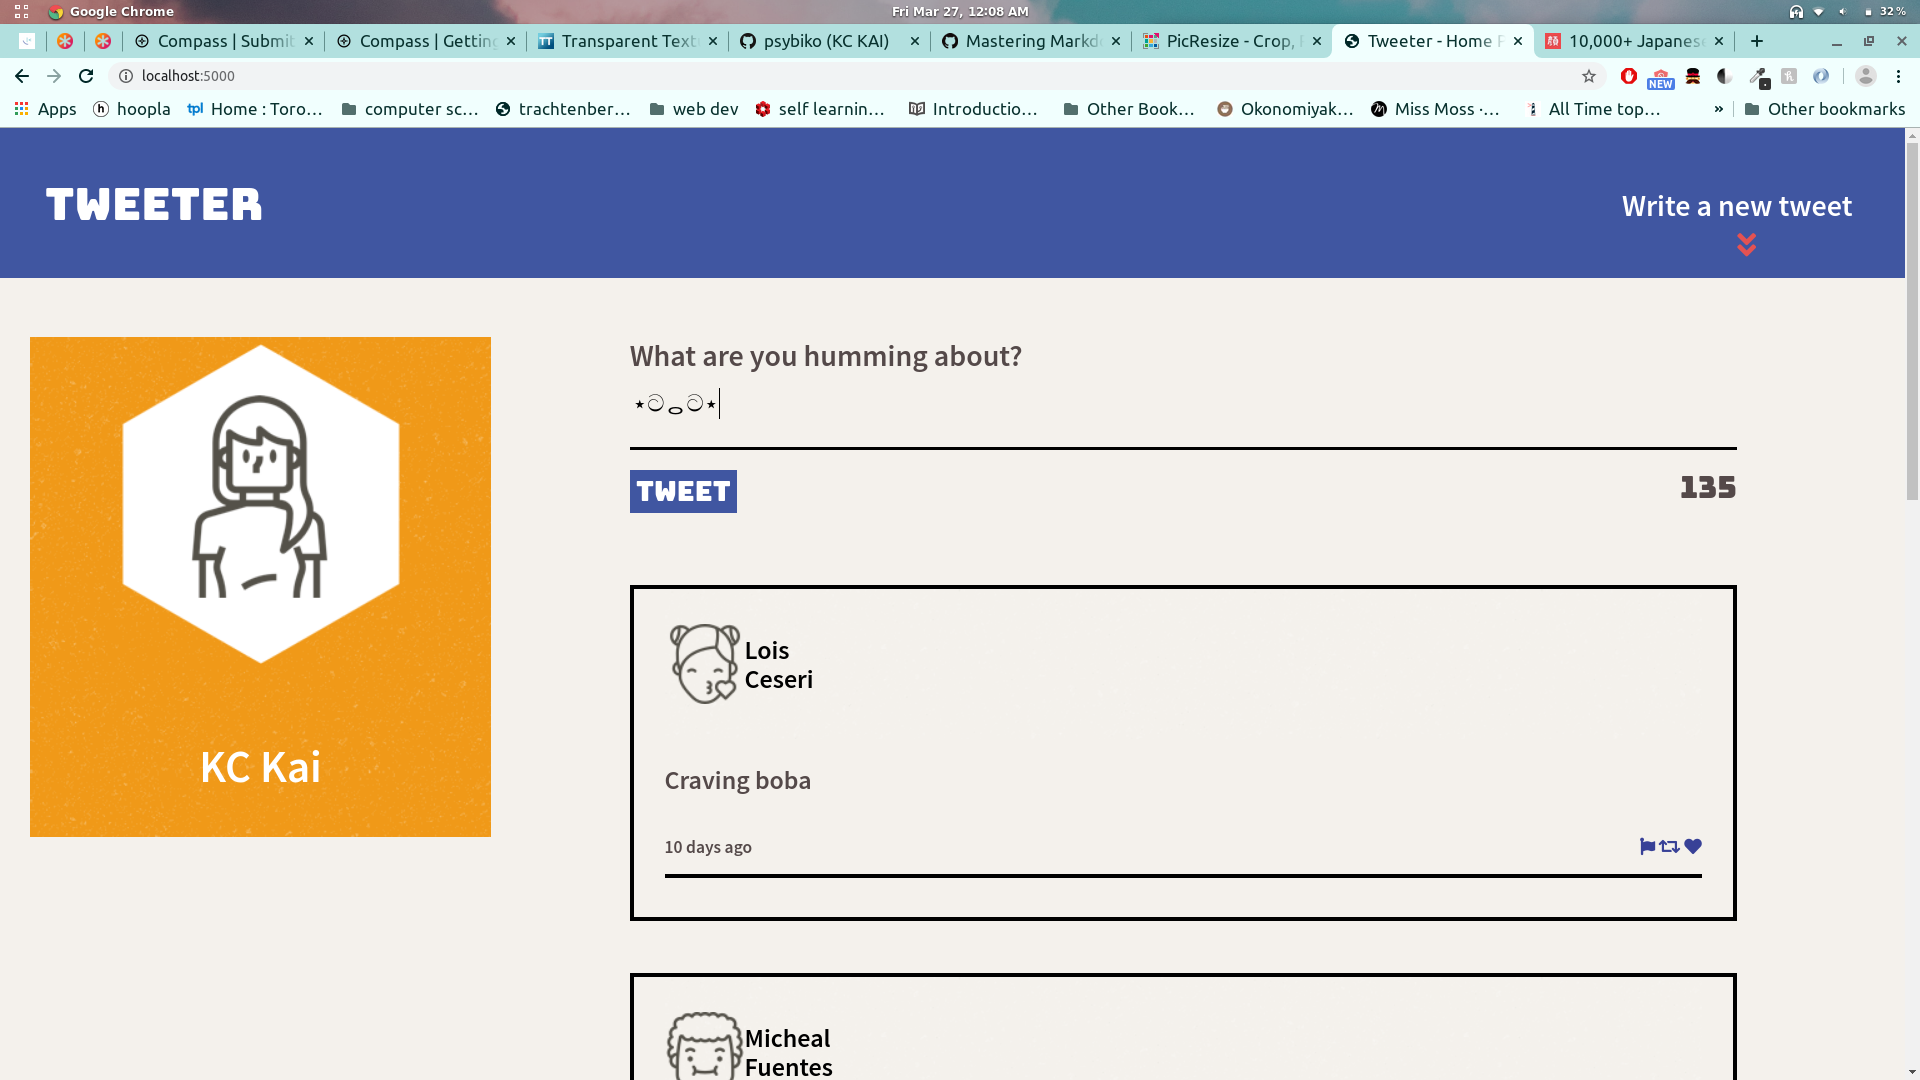 Google Chrome
Fri Mar 27, 12:08 AM
32%
Compass | Submit
Compass | Getting
Transparent Text
psybiko (KC KAI)
Mastering Markd
PicResize - Crop,
Tweeter - Home P
10,000+ Japanes
localhost:5000
NEW
Apps
hoopla
tpl Home : Toro...
computer sc...
trachtenber...
web dev
self learnin...
Introductio...
Other Book...
Okonomiyak...
Miss Moss ·...
All Time top...
»
Other bookmarks
TWEETER
Write a new tweet
What are you humming about?
⋆ටᆼට⋆
TWEET
135
KC Kai
Lois
Ceseri
Craving boba
10 days ago
Micheal
Fuentes